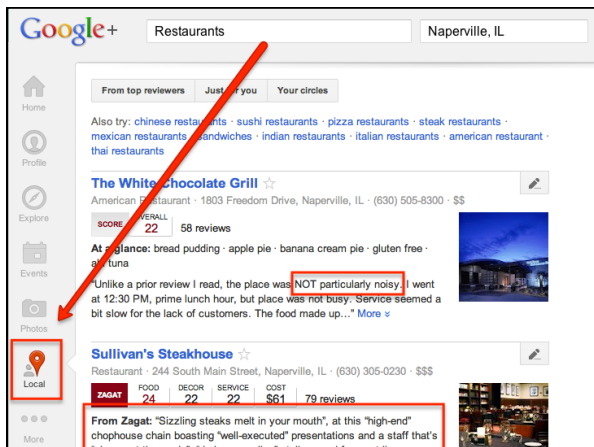 Google+
Restaurants
Naperville, IL
From top reviewers
Just for you
Your circles
Also try: chinese restaurants · sushi restaurants · pizza restaurants · steak restaurants ·
mexican restaurants · sandwiches · indian restaurants · italian restaurants · american restaurant ·
thai restaurants
Home
Profile
Explore
Events
Photos
Local
More
The White Chocolate Grill
American Restaurant · 1803 Freedom Drive, Naperville, IL · (630) 505-8300 · $$
SCORE
OVERALL
22
58 reviews
At a glance: bread pudding · apple pie · banana cream pie · gluten free ·
ahi tuna
"Unlike a prior review I read, the place was NOT particularly noisy. I went
at 12:30 PM, prime lunch hour, but place was not busy. Service seemed a
bit slow for the lack of customers. The food made up…" More
Sullivan's Steakhouse
Restaurant · 244 South Main Street, Naperville, IL · (630) 305-0230 · $$$
ZAGAT
FOOD DECOR SERVICE COST
24 22 22 $61
79 reviews
From Zagat: "Sizzling steaks melt in your mouth", at this "high-end"
chophouse chain boasting "well-executed" presentations and a staff that's